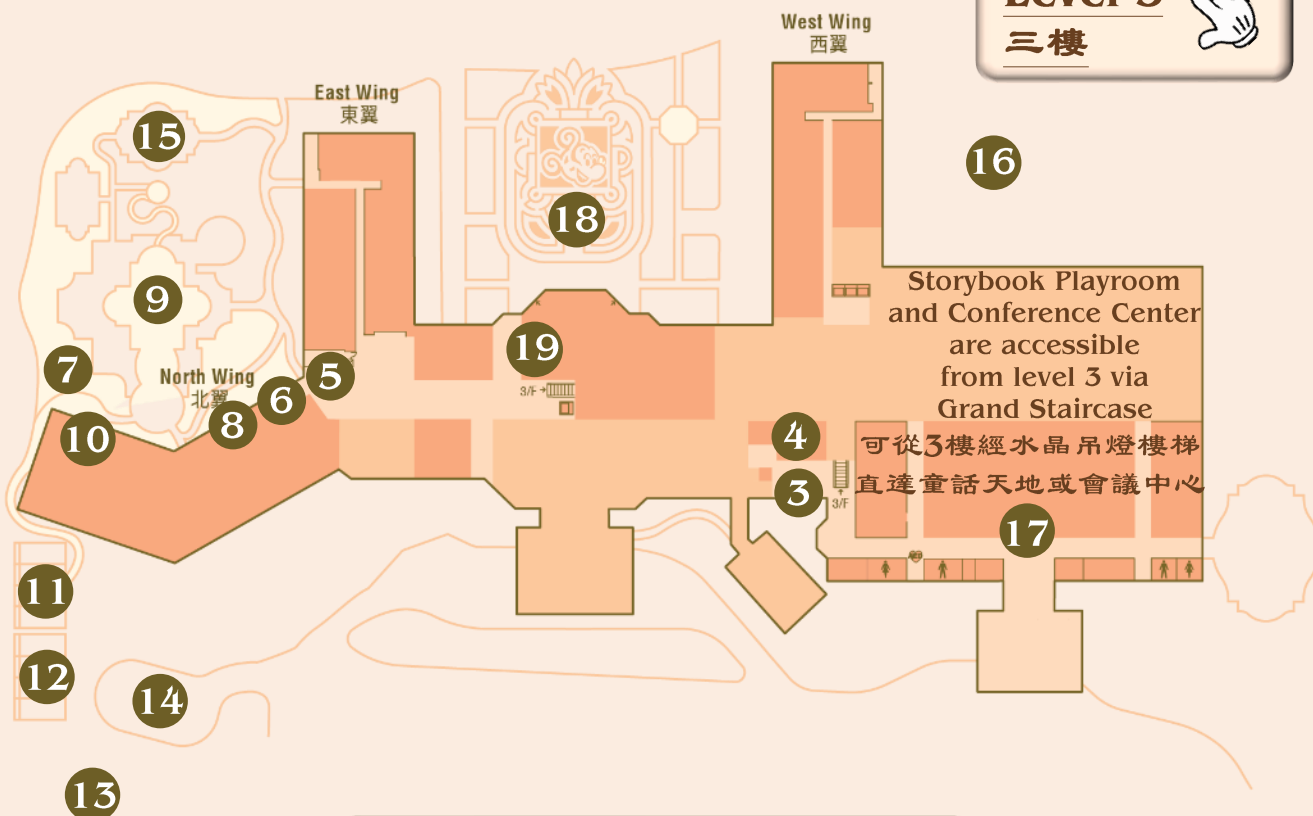 Level 3
三樓
West Wing
西翼
East Wing
東翼
15
16
18
Storybook Playroom
and Conference Center
are accessible
from level 3 via
Grand Staircase
可從3樓經水晶吊燈樓梯
直達童話天地或會議中心
9
19
7
North Wing
北翼
5
3/F
6
8
10
4
3
3/F
17
11
12
14
13